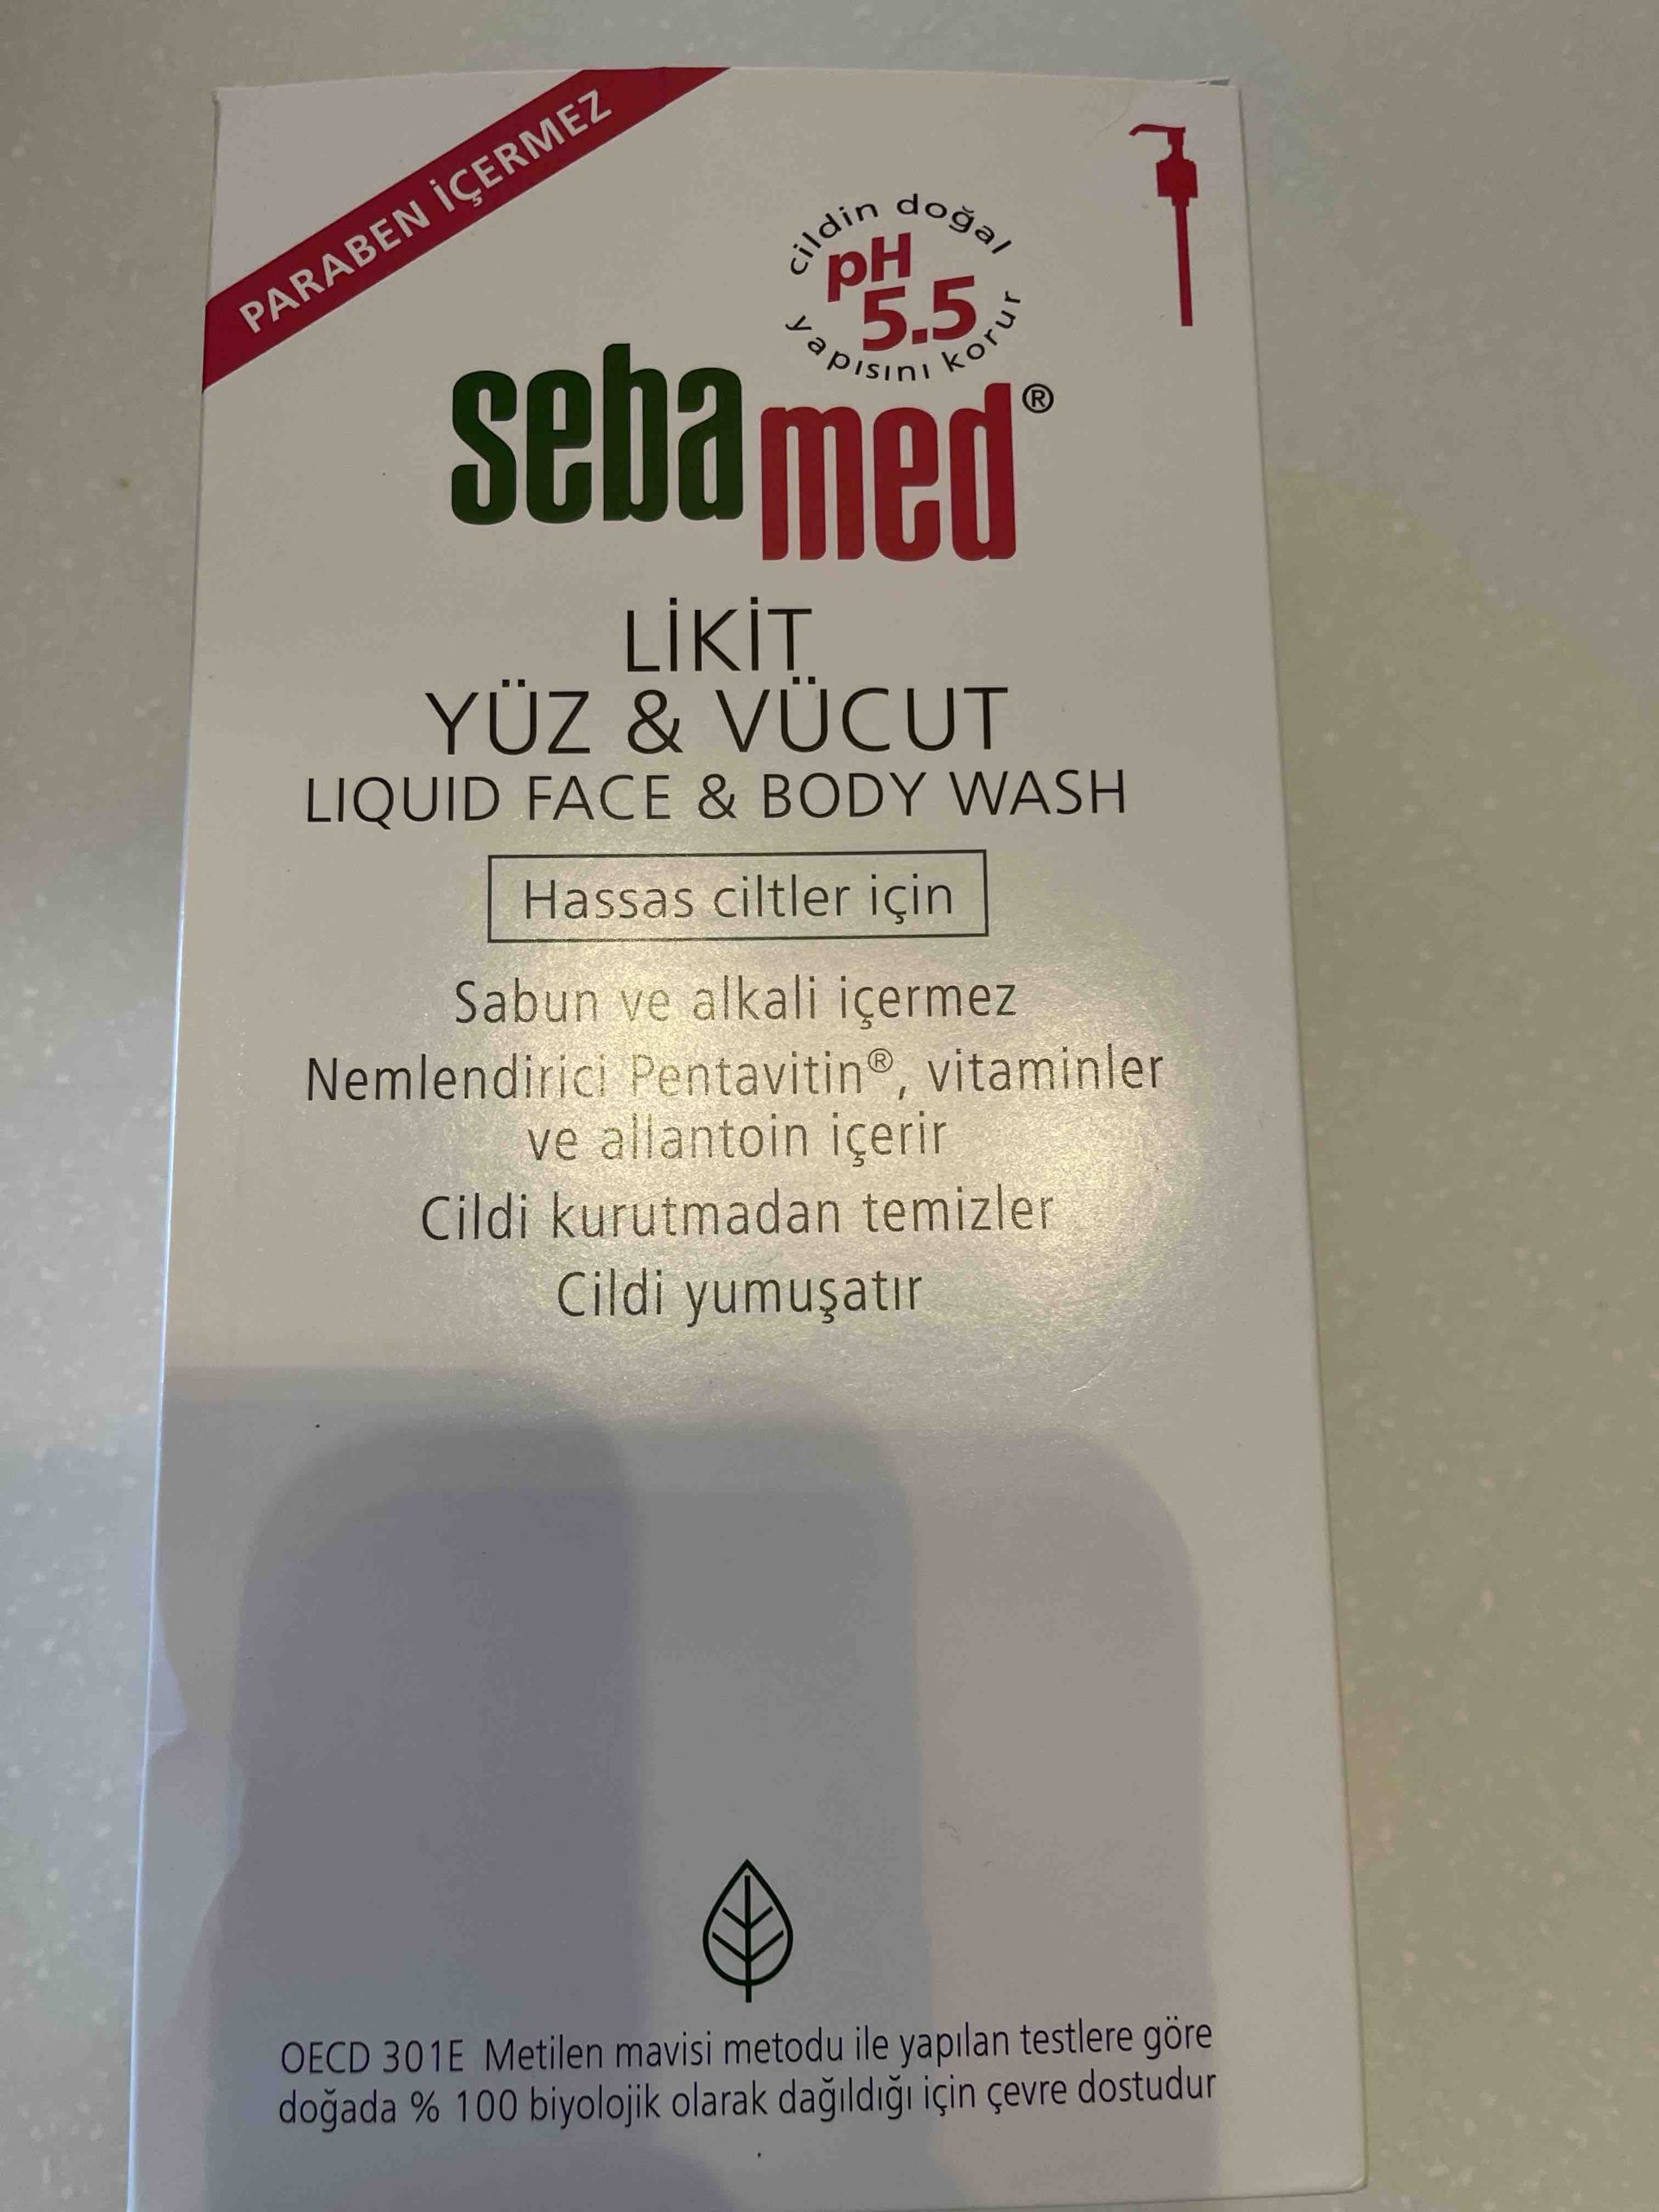 PARABEN İÇERMEZ
cildin doğal
pH
5.5
yapısını korur
sebamed®
LİKİT
YÜZ & VÜCUT
LIQUID FACE & BODY WASH
Hassas ciltler için
Sabun ve alkali içermez
Nemlendirici Pentavitin®, vitaminler
ve allantoin içerir
Cildi kurutmadan temizler
Cildi yumuşatır
OECD 301E Metilen mavisi metodu ile yapılan testlere göre
doğada % 100 biyolojik olarak dağıldığı için çevre dostudur